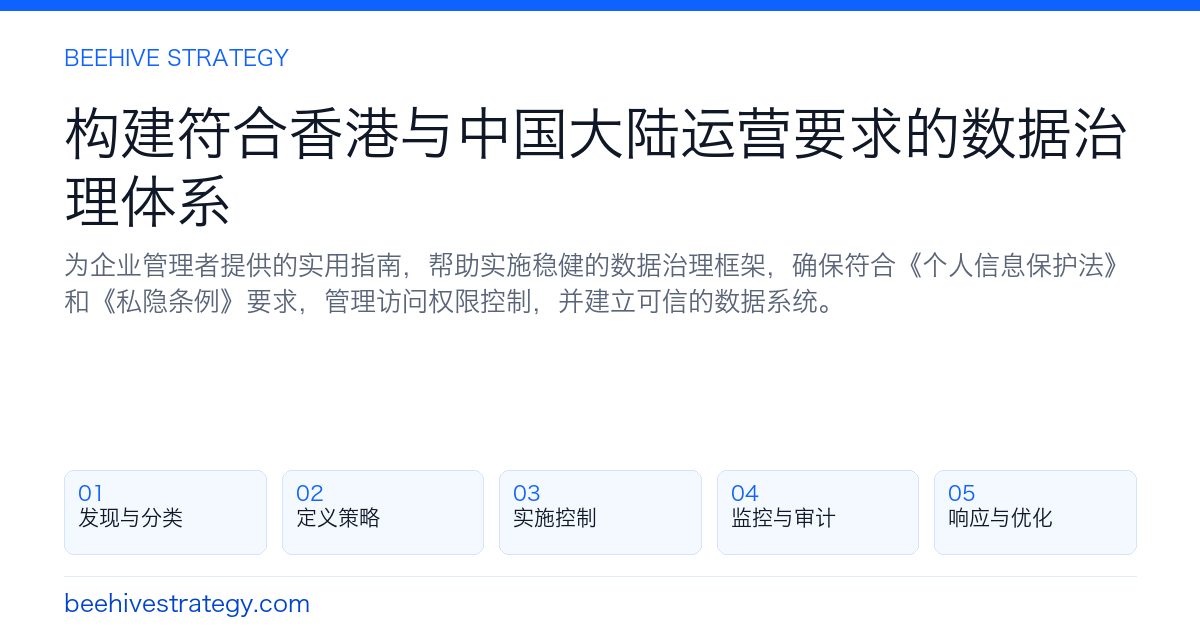 BEEHIVE STRATEGY
构建符合香港与中国大陆运营要求的数据治
理体系
为企业管理者提供的实用指南，帮助实施稳健的数据治理框架，确保符合《个人信息保护法》
和《私隐条例》要求，管理访问权限控制，并建立可信的数据系统。
01
发现与分类
02
定义策略
03
实施控制
04
监控与审计
05
响应与优化
beehivestrategy.com